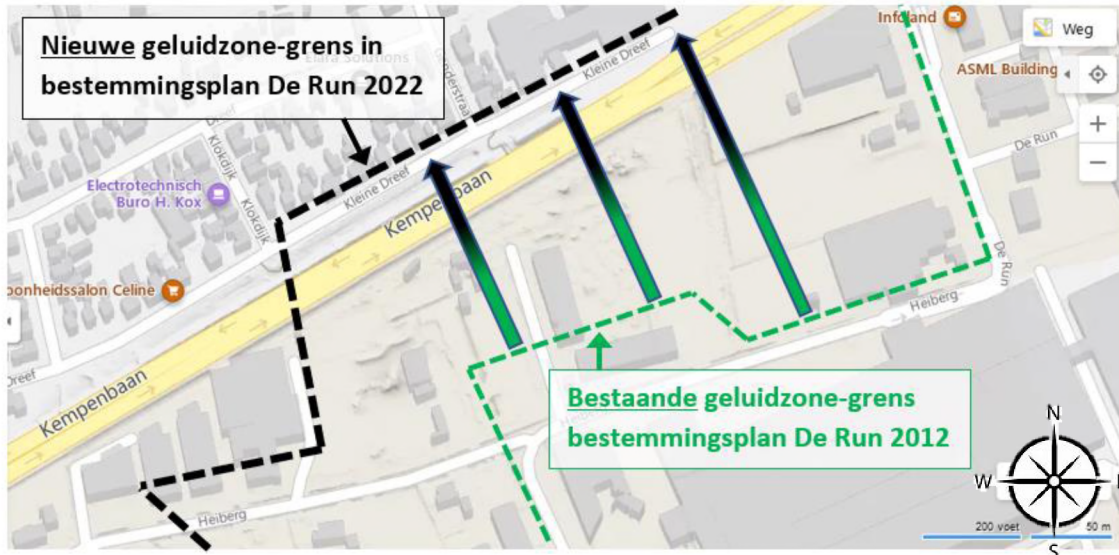 Nieuwe geluidzone-grens in
bestemmingsplan De Run 2022
Infoland
Weg
ASML Building
Kleine Dreef
De Run
Klokdijk
Electrotechnisch
Buro H. Kox
Kleine Dreef
Kempenbaan
Klokdijk
oonheidssalon Celine
De Run
Heiberg
Dreef
Kempenbaan
Bestaande geluidzone-grens
bestemmingsplan De Run 2012
Heiberg
N
W
S
200 voet
50 m